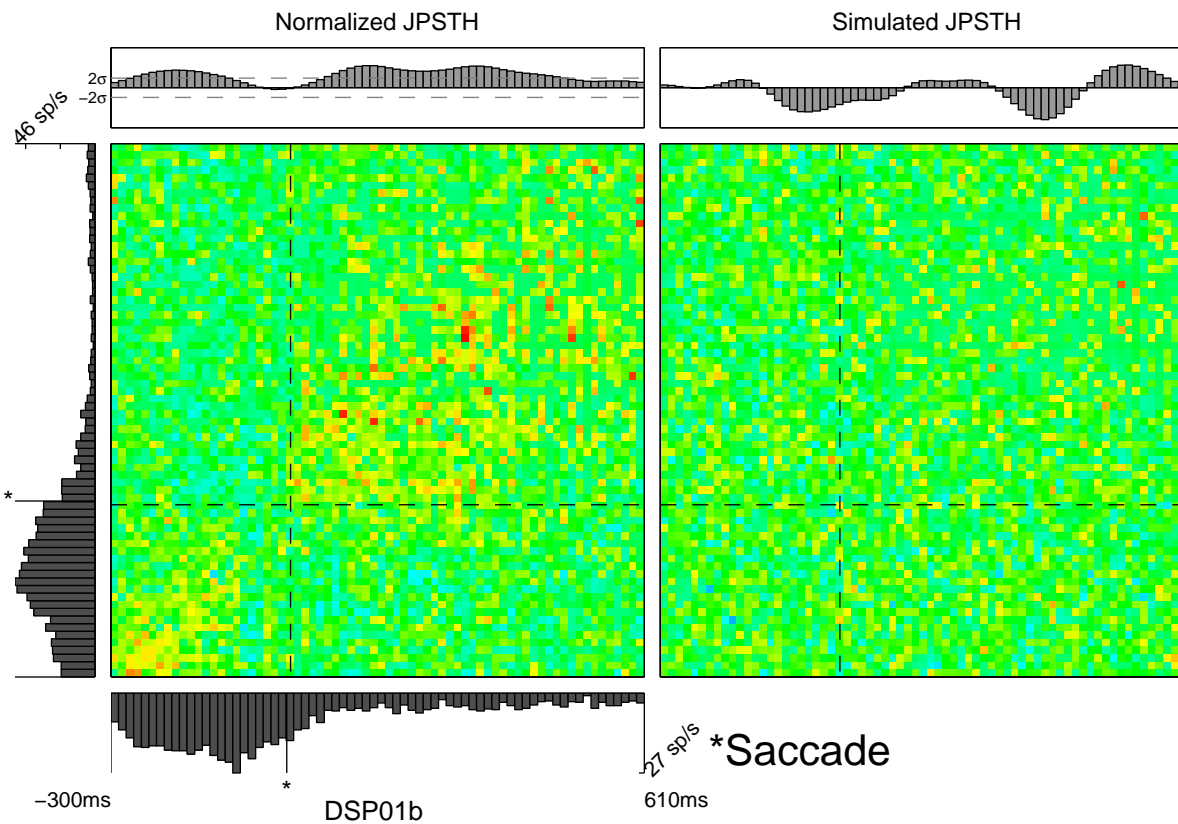 Normalized JPSTH
Simulated JPSTH
2σ
−2σ
46 sp/s
*
27 sp/s
*Saccade
*
−300ms
610ms
DSP01b